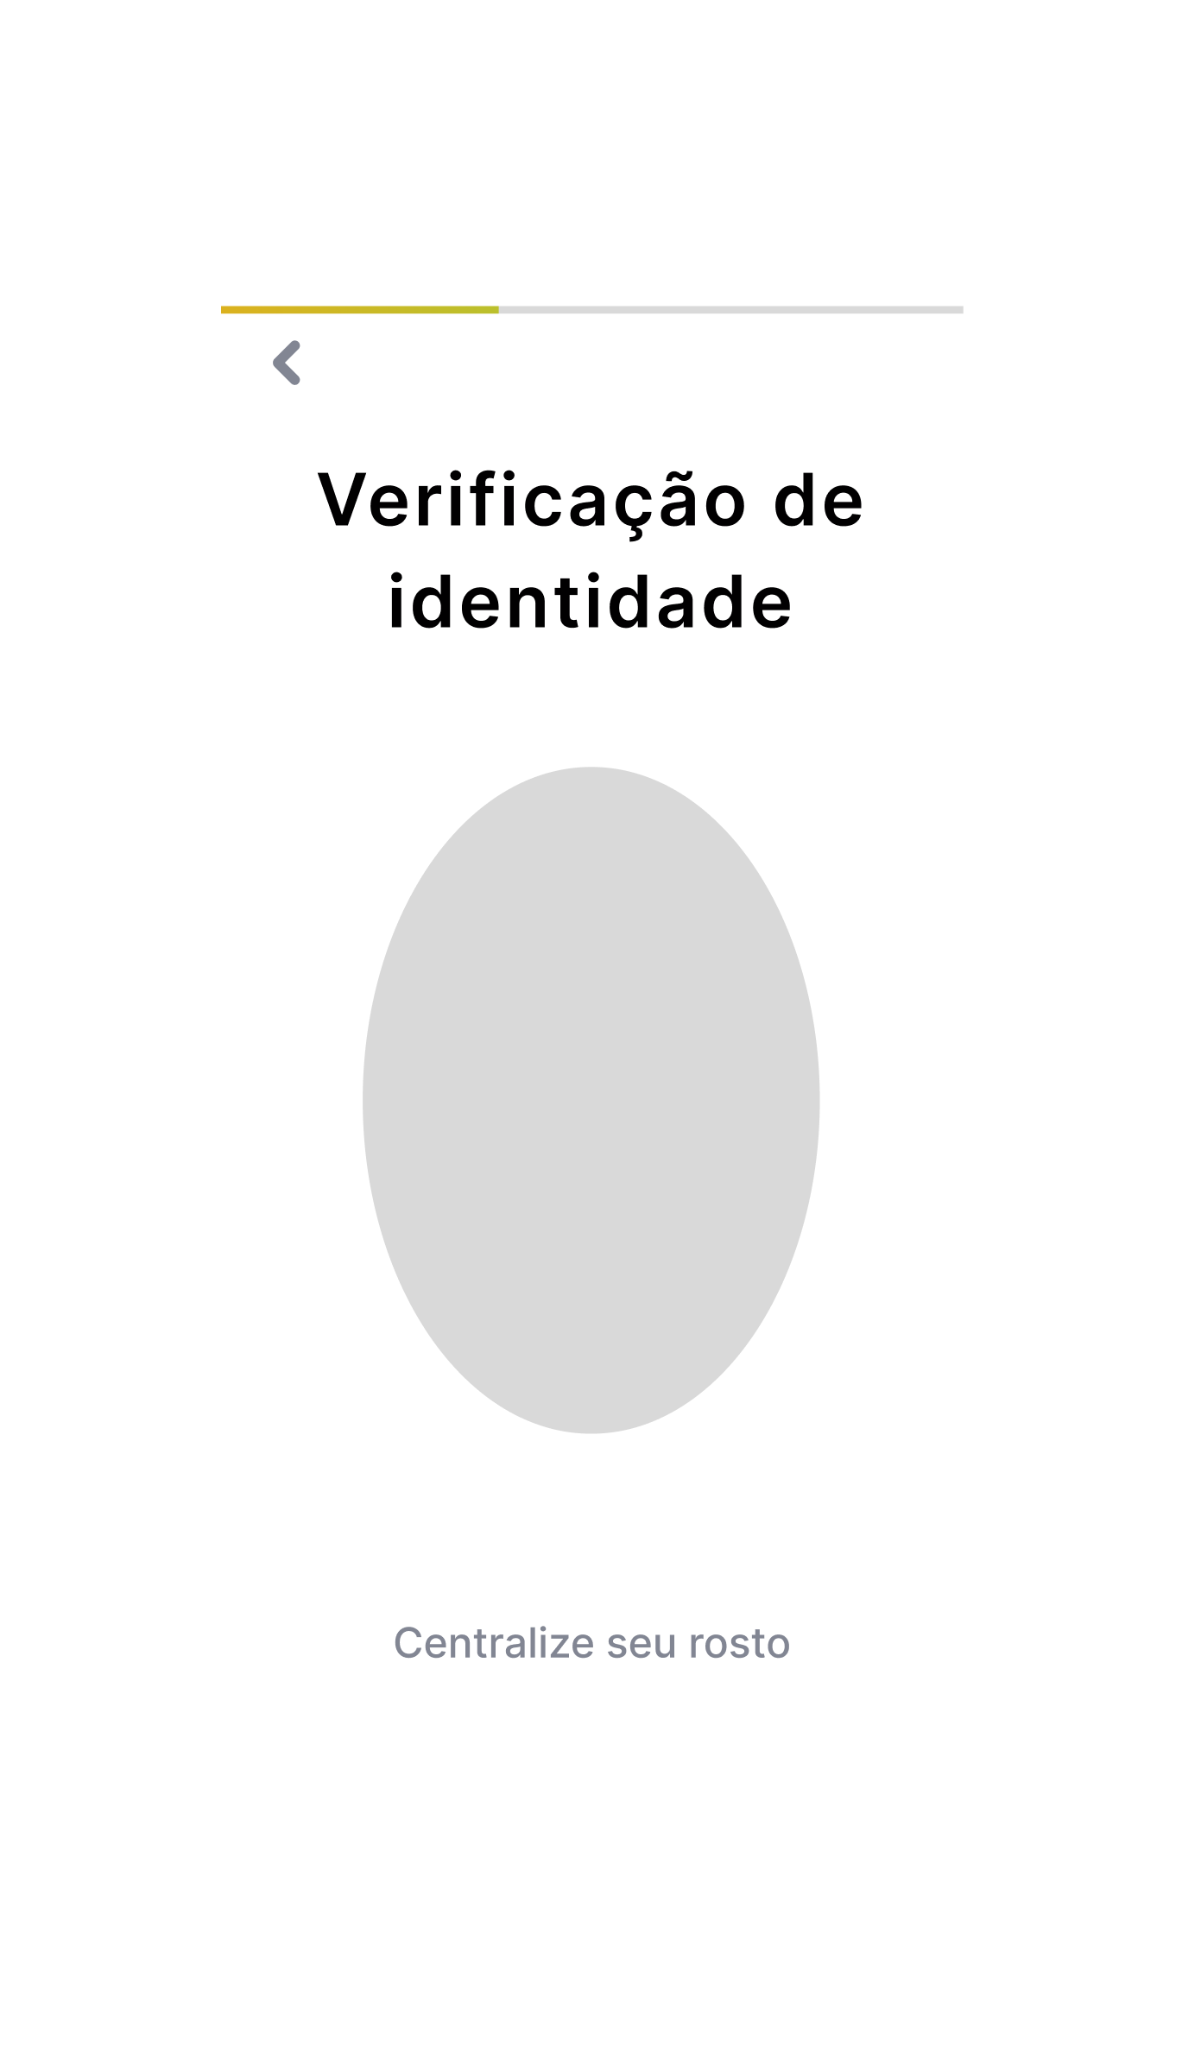 Verificação de
identidade
Centralize seu rosto